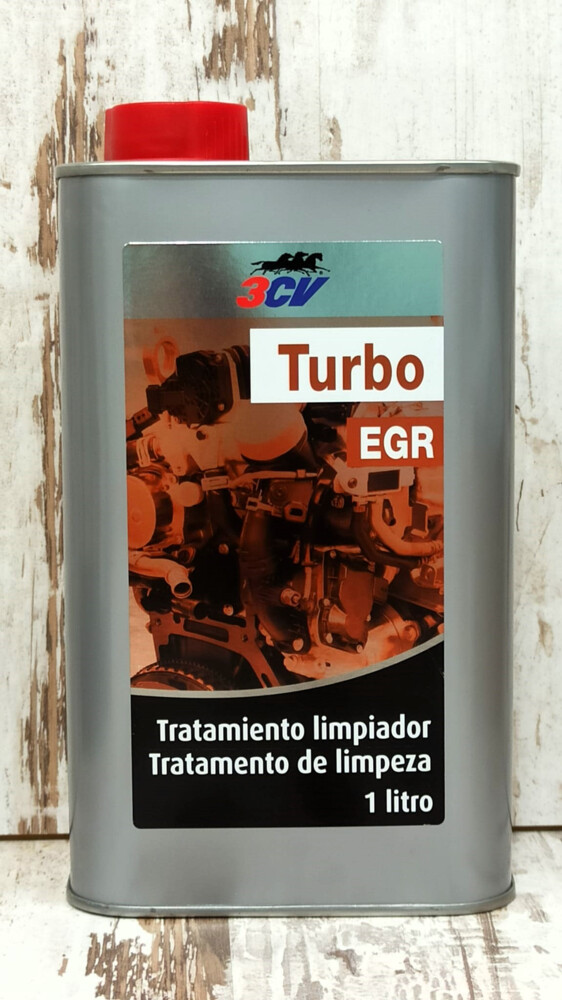 3CV
Turbo
EGR
Tratamiento limpiador
Tratamento de limpeza
1 litro